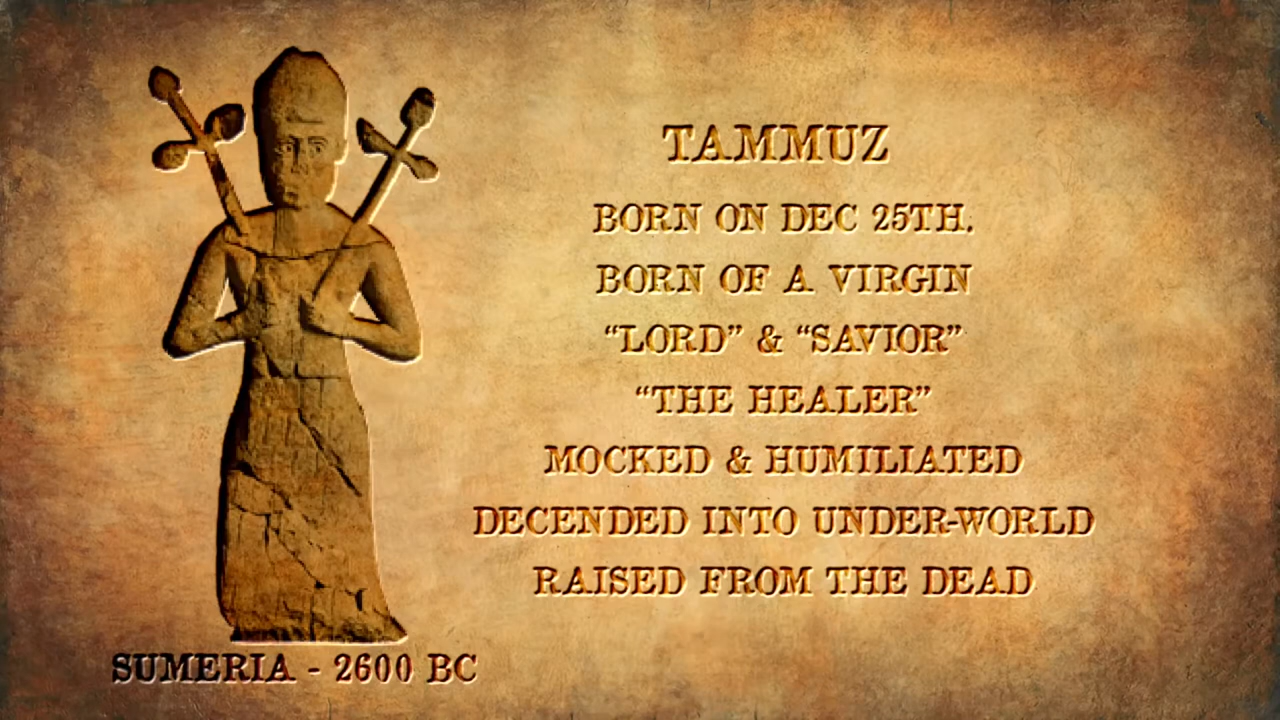 TAMMUZ
BORN ON DEC 25TH.
BORN OF A VIRGIN
“LORD” & “SAVIOR”
“THE HEALER”
MOCKED & HUMILIATED
DECENDED INTO UNDER-WORLD
RAISED FROM THE DEAD
SUMERIA - 2600 BC